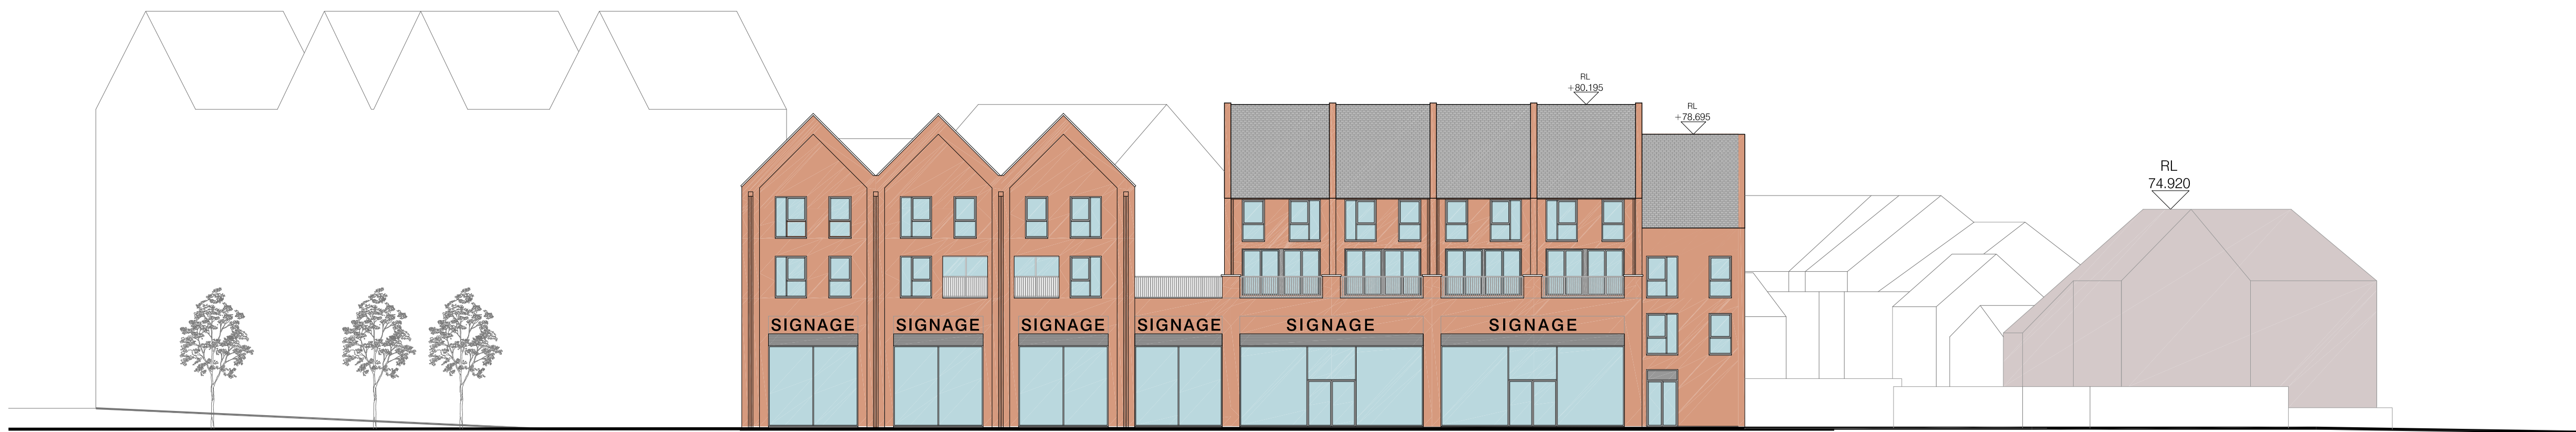 RL
+80.195
RL
+78.695
RL
74.920
SIGNAGE SIGNAGE SIGNAGE SIGNAGE SIGNAGE SIGNAGE